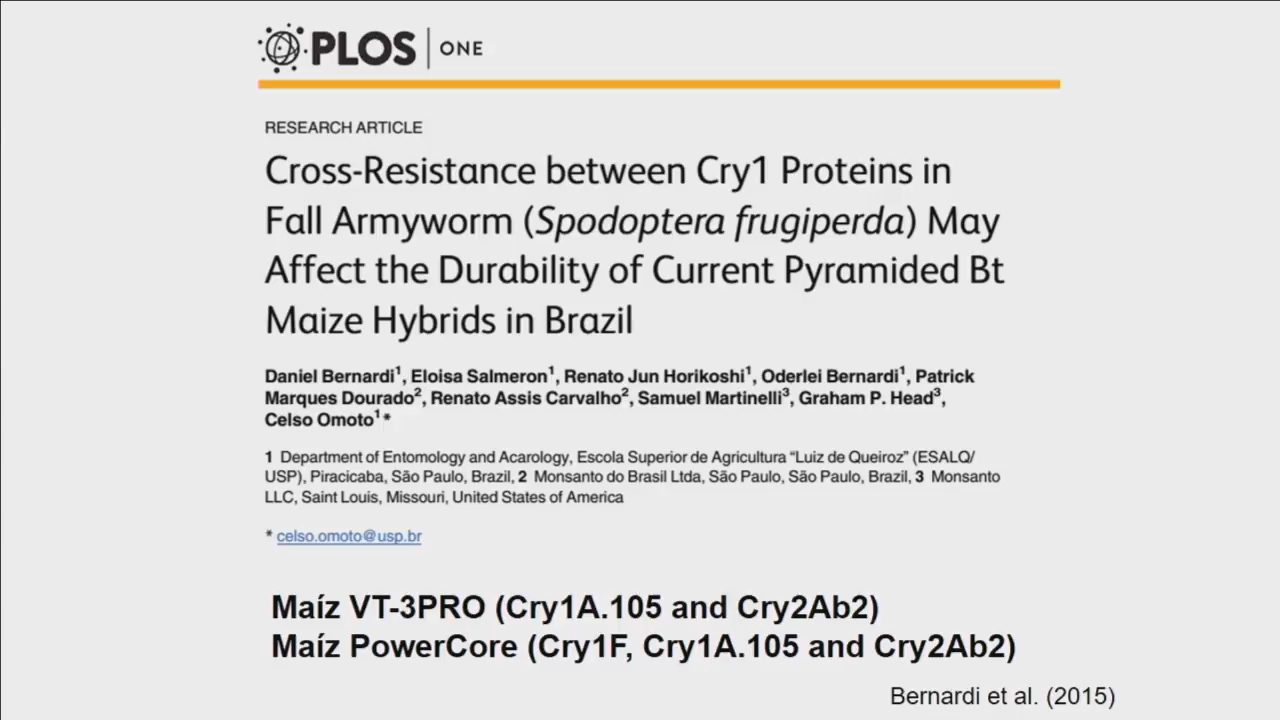 PLOS ONE
RESEARCH ARTICLE
Cross-Resistance between Cry1 Proteins in
Fall Armyworm (Spodoptera frugiperda) May
Affect the Durability of Current Pyramided Bt
Maize Hybrids in Brazil
Daniel Bernardi1, Eloisa Salmeron1, Renato Jun Horikoshi1, Oderlei Bernardi1, Patrick
Marques Dourado2, Renato Assis Carvalho2, Samuel Martinelli3, Graham P. Head3,
Celso Omoto1*
1 Department of Entomology and Acarology, Escola Superior de Agricultura “Luiz de Queiroz” (ESALQ/
USP), Piracicaba, São Paulo, Brazil, 2 Monsanto do Brasil Ltda, São Paulo, São Paulo, Brazil, 3 Monsanto
LLC, Saint Louis, Missouri, United States of America
* celso.omoto@usp.br
Maíz VT-3PRO (Cry1A.105 and Cry2Ab2)
Maíz PowerCore (Cry1F, Cry1A.105 and Cry2Ab2)
Bernardi et al. (2015)